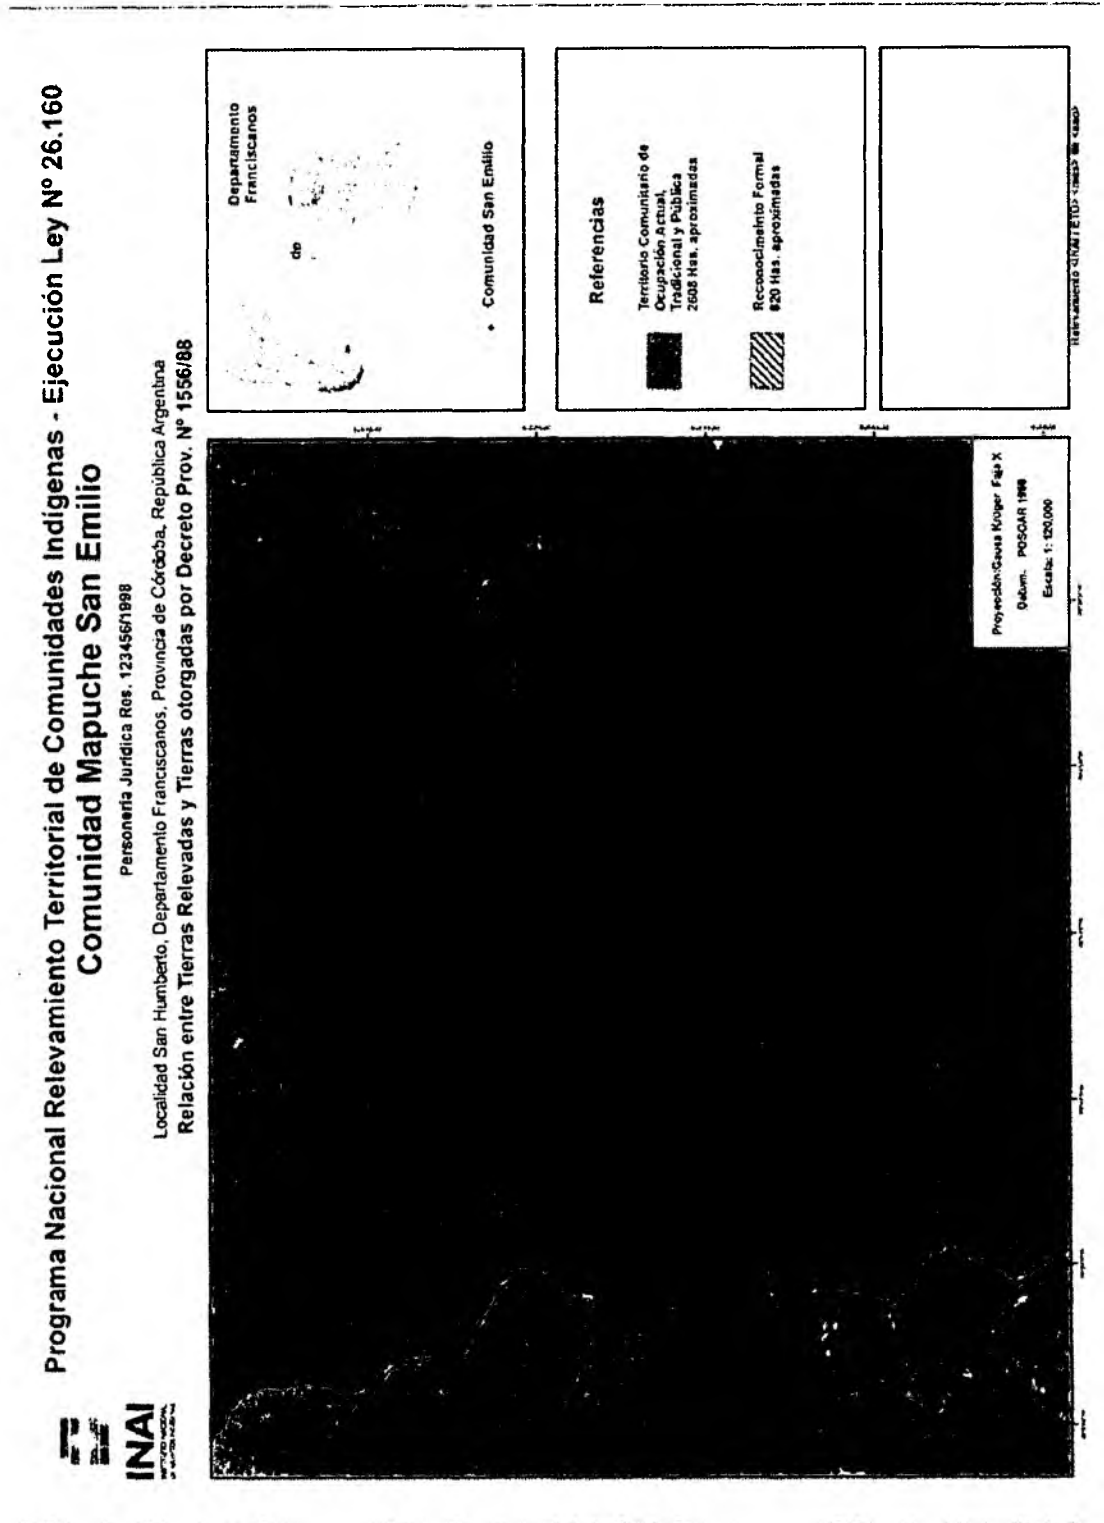 Programa Nacional Relevamiento Territorial de Comunidades Indígenas - Ejecución Ley Nº 26.160
Comunidad Mapuche San Emilio
INAI
Personería Jurídica Res. 123456/1998
Localidad San Humberto, Departamento Franciscanos, Provincia de Córdoba, República Argentina
Relación entre Tierras Relevadas y Tierras otorgadas por Decreto Prov. Nº 1556/88
Departamento
Franciscanos
de
Comunidad San Emilio
Referencias
Territorio Comunitario de
Ocupación Actual,
Tradicional y Pública
2608 Has. aproximadas
Reconocimeinto Formal
820 Has. aproximadas
Proyección:Gauss Krüger Faja X
Datum- POSGAR 1998
Escala: 1: 120,000
Relevamiento